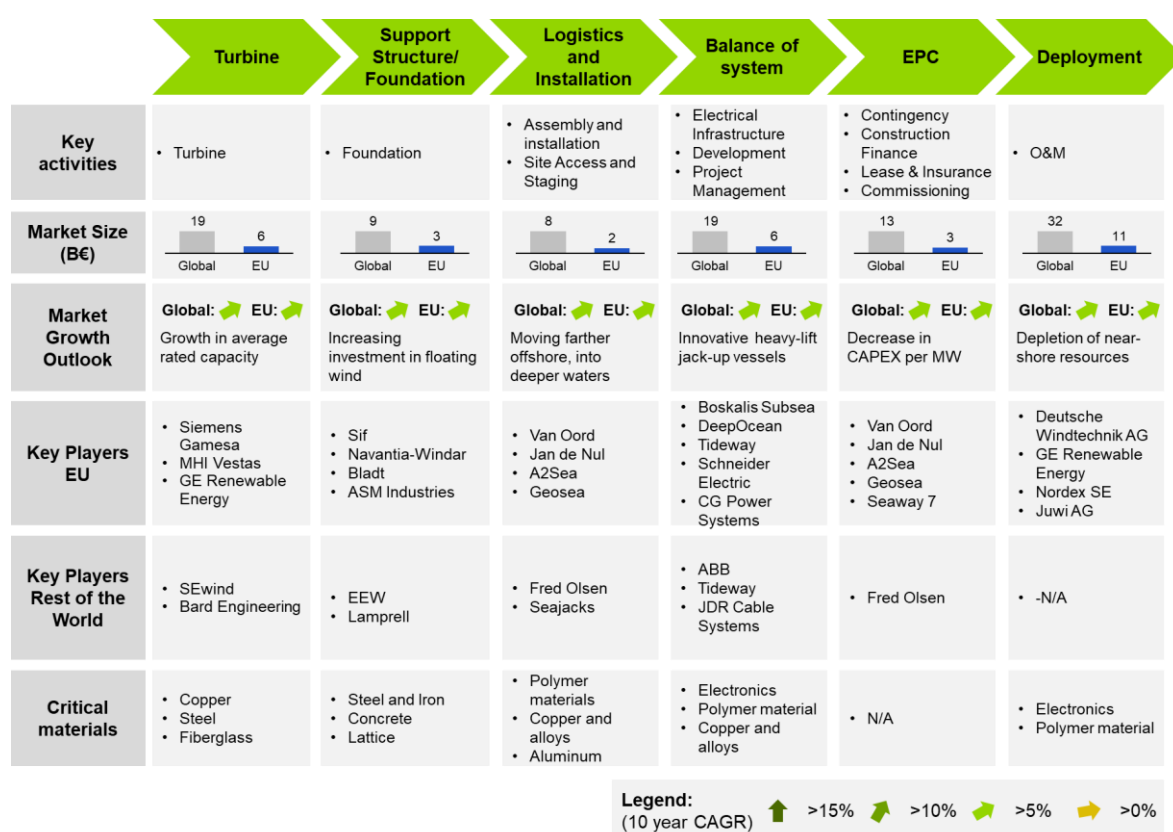 Turbine
Support
Structure/
Foundation
Logistics
and
Installation
Balance of
system
EPC
Deployment
Key
activities
• Turbine
• Foundation
• Assembly and
installation
• Site Access and
Staging
• Electrical
Infrastructure
• Development
• Project
Management
• Contingency
• Construction
Finance
• Lease & Insurance
• Commissioning
• O&M
Market Size
(B€)
19
6
Global
EU
9
3
Global
EU
8
2
Global
EU
19
6
Global
EU
13
3
Global
EU
32
11
Global
EU
Market
Growth
Outlook
Global: EU:
Growth in average
rated capacity
Global: EU:
Increasing
investment in floating
wind
Global: EU:
Moving farther
offshore, into
deeper waters
Global: EU:
Innovative heavy-lift
jack-up vessels
Global: EU:
Decrease in
CAPEX per MW
Global: EU:
Depletion of near-
shore resources
Key Players
EU
• Siemens
Gamesa
• MHI Vestas
• GE Renewable
Energy
• Sif
• Navantia-Windar
• Bladt
• ASM Industries
• Van Oord
• Jan de Nul
• A2Sea
• Geosea
• Boskalis Subsea
• DeepOcean
• Tideway
• Schneider
Electric
• CG Power
Systems
• Van Oord
• Jan de Nul
• A2Sea
• Geosea
• Seaway 7
• Deutsche
Windtechnik AG
• GE Renewable
Energy
• Nordex SE
• Juwi AG
Key Players
Rest of the
World
• SEwind
• Bard Engineering
• EEW
• Lamprell
• Fred Olsen
• Seajacks
• ABB
• Tideway
• JDR Cable
Systems
• Fred Olsen
• -N/A
Critical
materials
• Copper
• Steel
• Fiberglass
• Steel and Iron
• Concrete
• Lattice
• Polymer
materials
• Copper and
alloys
• Aluminum
• Electronics
• Polymer material
• Copper and
alloys
• N/A
• Electronics
• Polymer material
Legend:
(10 year CAGR) >15% >10% >5% >0%